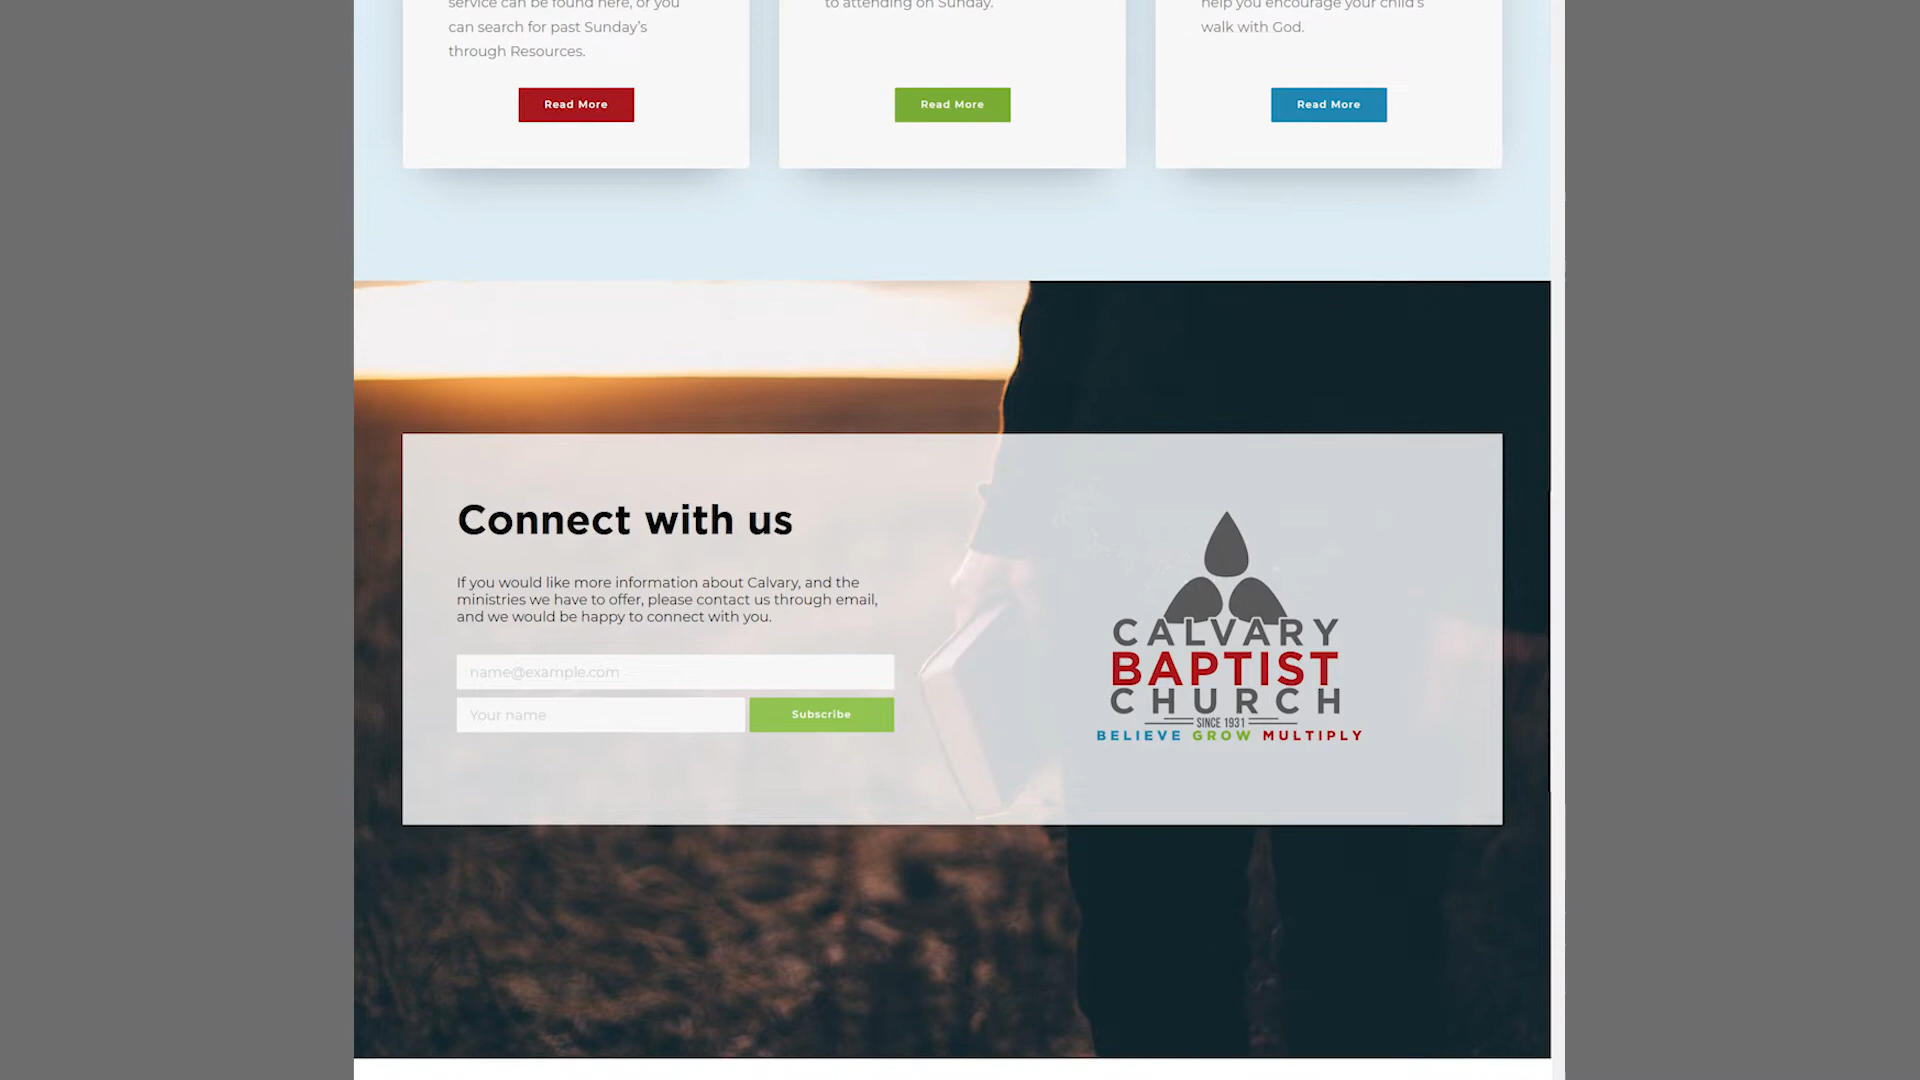 service can be found here, or you
can search for past Sunday's
through Resources.
Read More
to attending on Sunday.
Read More
help you encourage your child's
walk with God.
Read More
Connect with us
If you would like more information about Calvary, and the
ministries we have to offer, please contact us through email,
and we would be happy to connect with you.
name@example.com
Your name
Subscribe
CALVARY
BAPTIST
CHURCH
SINCE 1931
BELIEVE GROW MULTIPLY